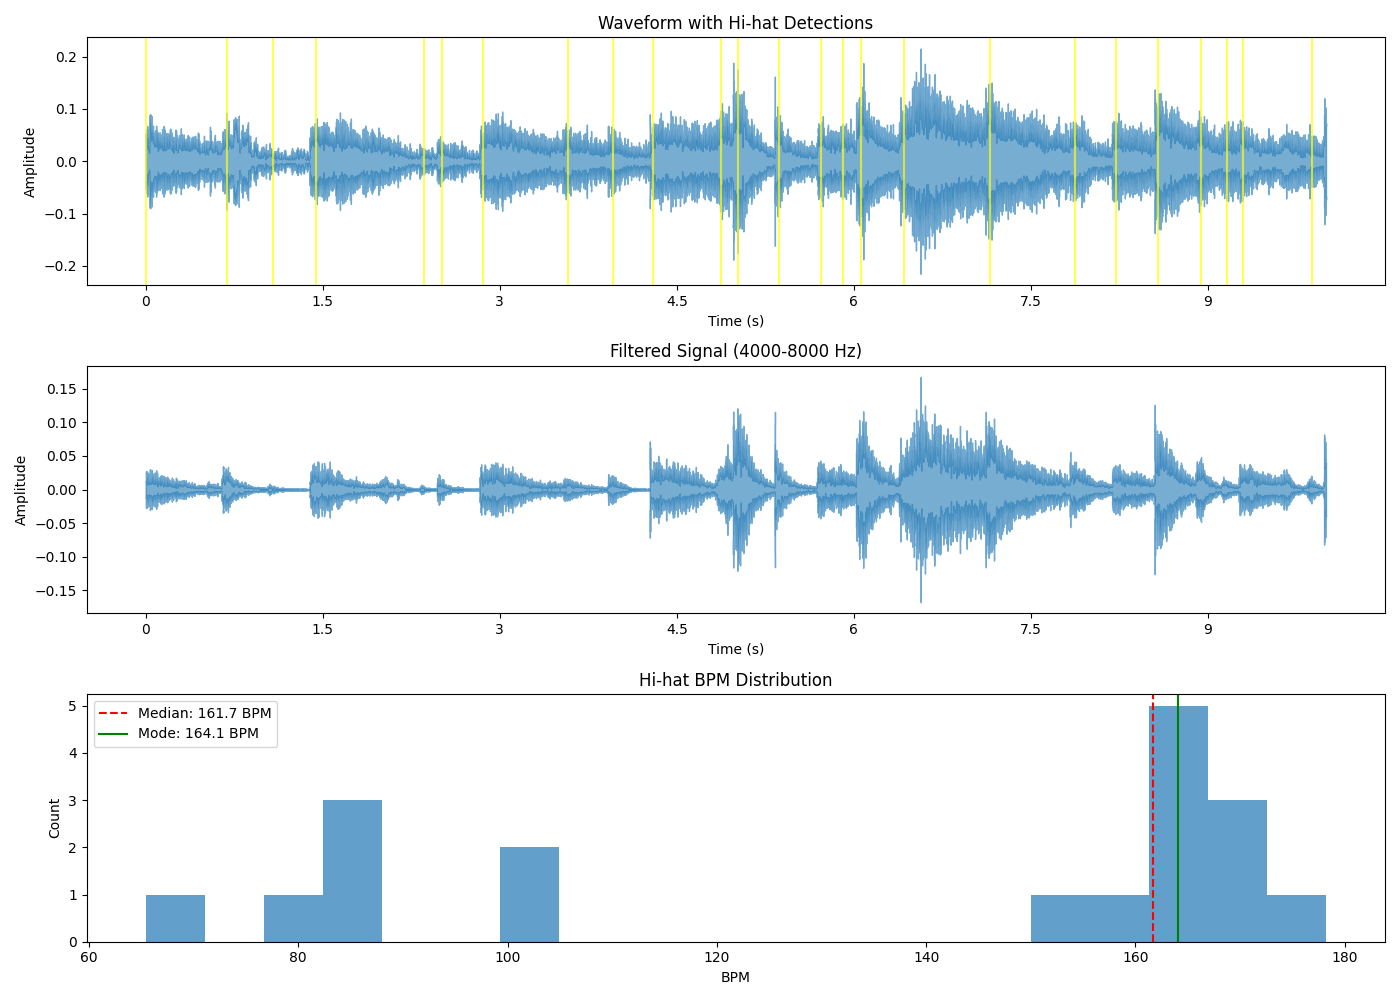 Waveform with Hi-hat Detections
0.2
0.1
0.0
−0.1
−0.2
Amplitude
0 1.5 3 4.5 6 7.5 9
Time (s)
Filtered Signal (4000-8000 Hz)
0.15
0.10
0.05
0.00
−0.05
−0.10
−0.15
Amplitude
0 1.5 3 4.5 6 7.5 9
Time (s)
Hi-hat BPM Distribution
Median: 161.7 BPM
Mode: 164.1 BPM
5
4
3
2
1
0
Count
60 80 100 120 140 160 180
BPM